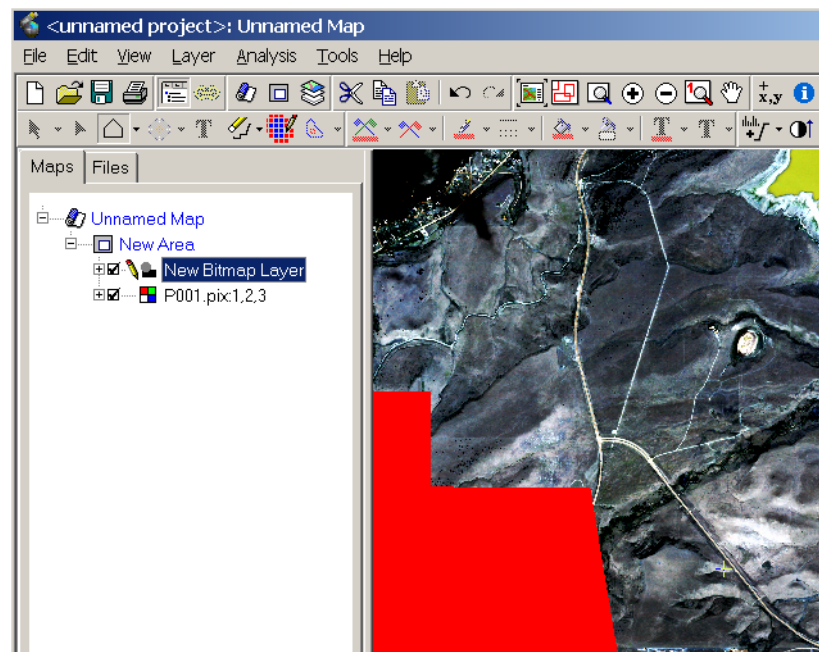 <unnamed project>: Unnamed Map
File Edit View Layer Analysis Tools Help
x,y
Maps Files
Unnamed Map
New Area
New Bitmap Layer
P001.pix:1,2,3